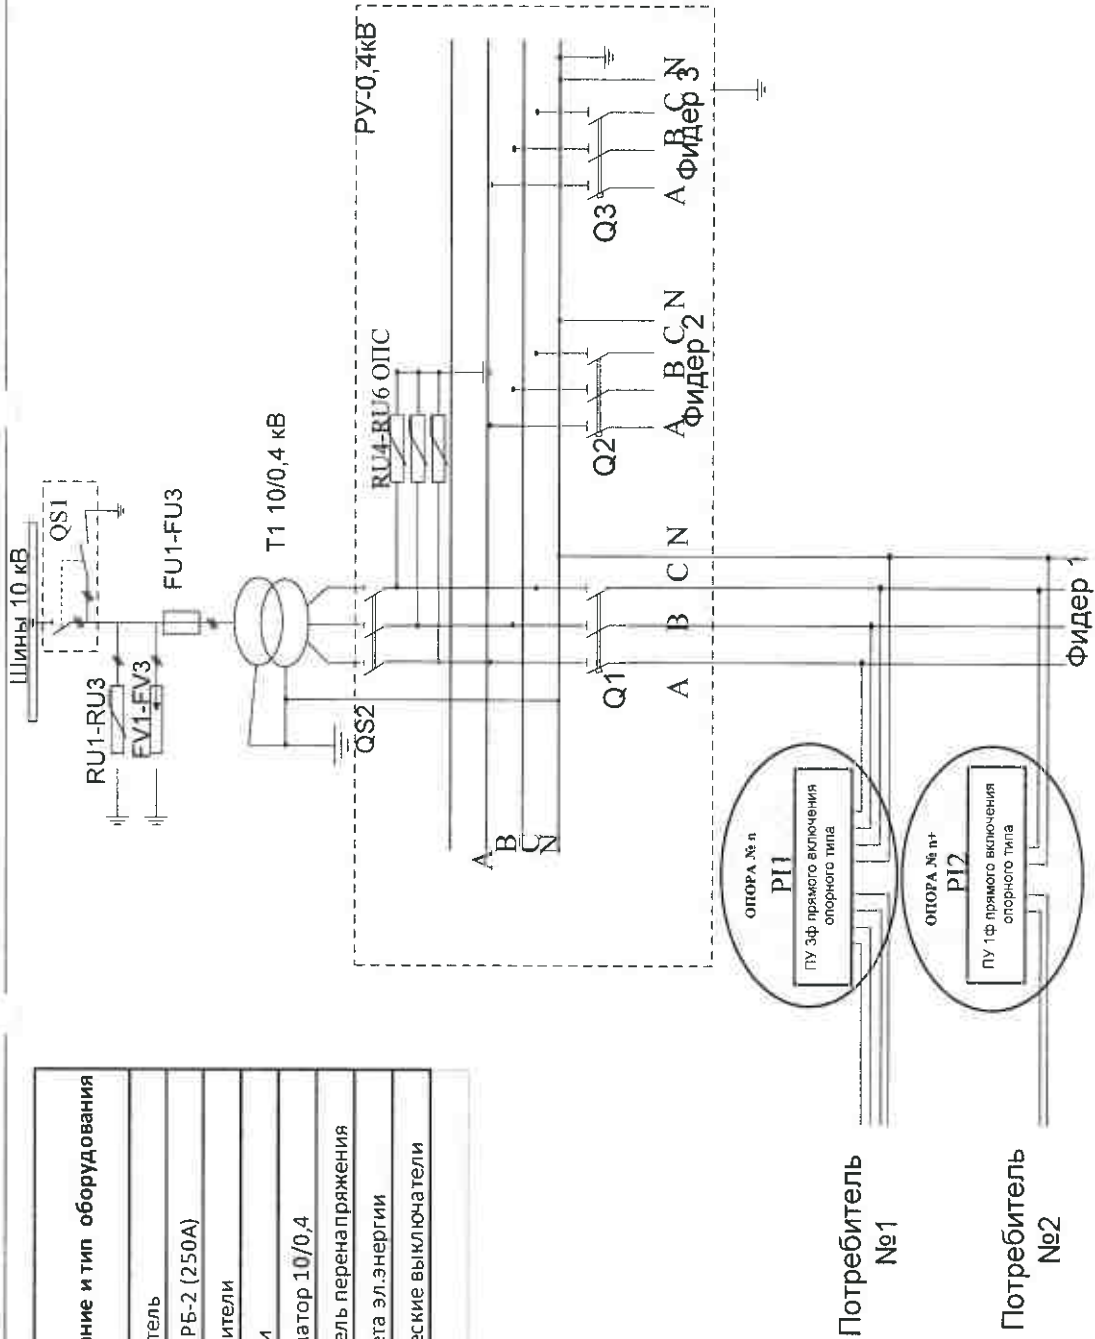 Шины 10 кВ
QS1
RU1-RU3
FV1-FV3
FU1-FU3
T1 10/0,4 кВ
QS2
РУ-0,4кВ
RU4-RU6 ОПС
A
B
C
N
Q1
A B C N
Q2
A B C N
Фидер 2
Q3
A B C N
Фидер 3
Фидер 1
ОПОРА № n
PI1
ПУ 3ф прямого включения
опорного типа
ОПОРА № n+
PI2
ПУ 1ф прямого включения
опорного типа
Потребитель
№1
Потребитель
№2
ание и тип оборудования
тель
РБ-2 (250А)
ители
и
атор 10/0,4
ель перенапряжения
ета эл.энергии
еские выключатели